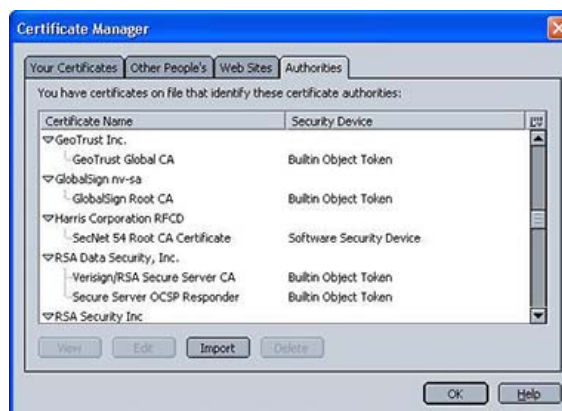 Certificate Manager
Your Certificates Other People's Web Sites Authorities
You have certificates on file that identify these certificate authorities:
Certificate Name Security Device
GeoTrust Inc.
GeoTrust Global CA Builtin Object Token
GlobalSign nv-sa
GlobalSign Root CA Builtin Object Token
Harris Corporation RFCD
SecNet 54 Root CA Certificate Software Security Device
RSA Data Security, Inc.
Verisign/RSA Secure Server CA Builtin Object Token
Secure Server OCSP Responder Builtin Object Token
RSA Security Inc
View Edit Import Delete
OK Help